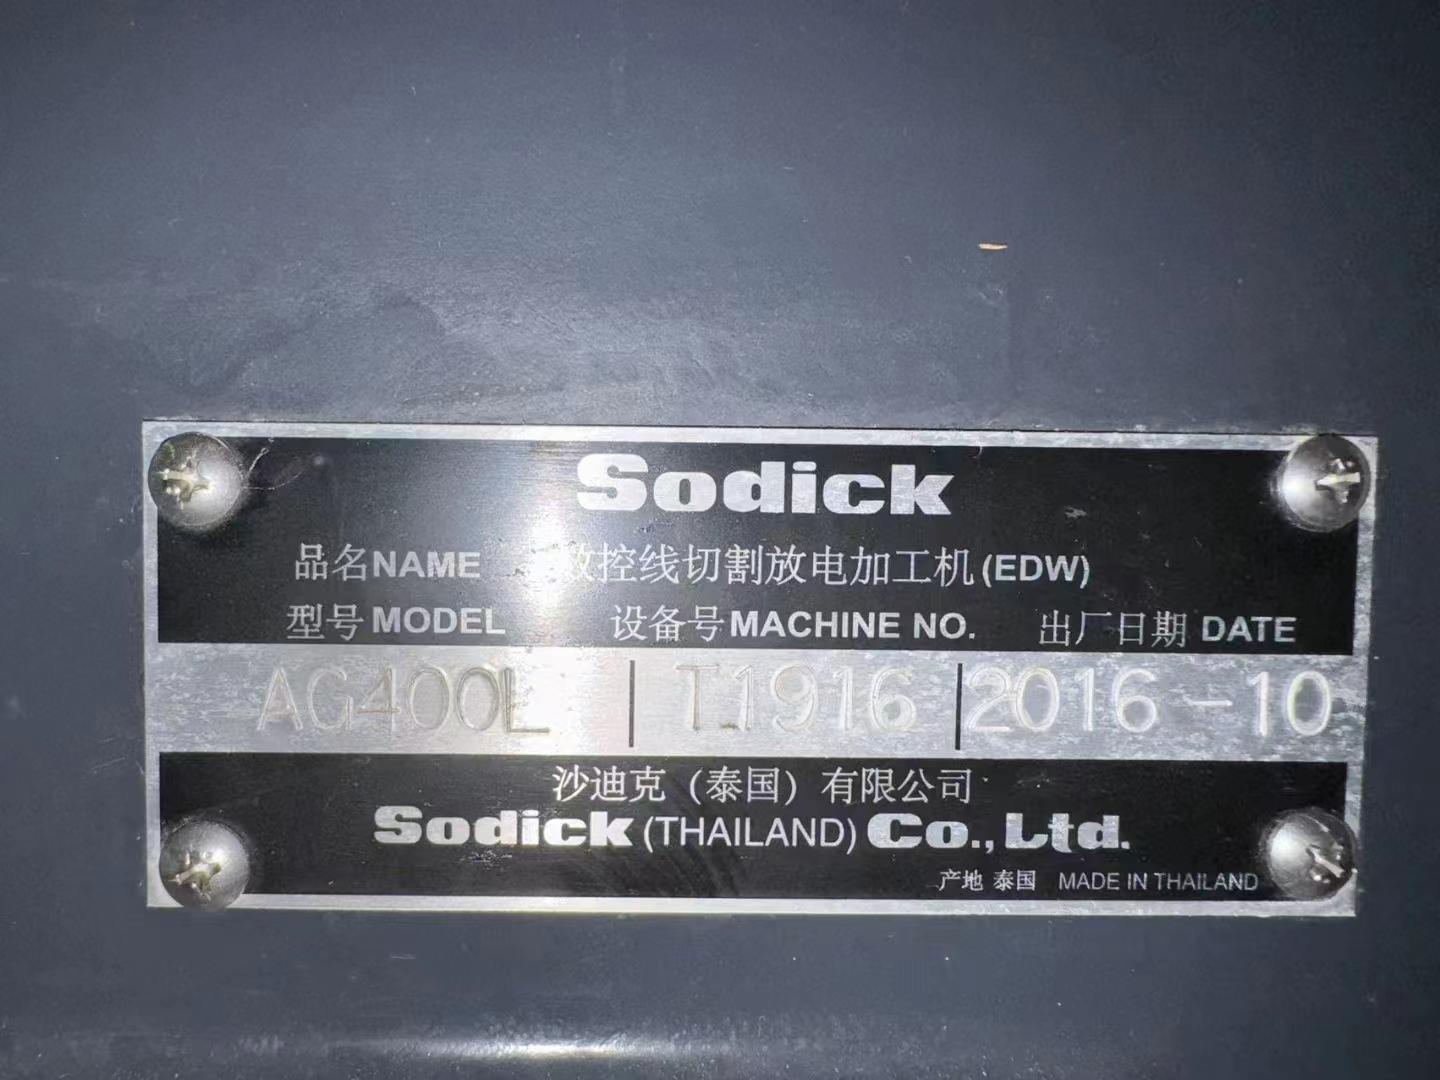 Sodick
品名NAME 数控线切割放电加工机(EDW)
型号MODEL 设备号MACHINE NO. 出厂日期 DATE
AG400L T1916 2016-10
沙迪克（泰国）有限公司
Sodick (THAILAND) Co., Ltd.
产地 泰国 MADE IN THAILAND